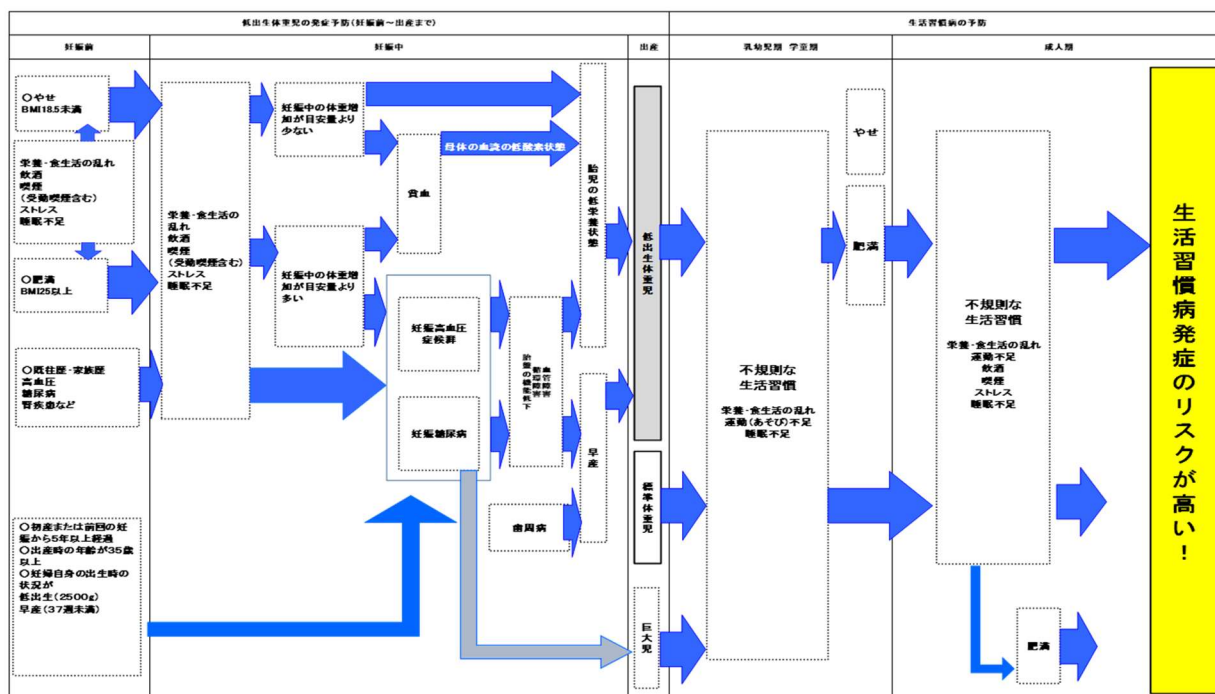 低出生体重児の発症予防(妊娠前～出産まで)
生活習慣病の予防
妊娠前
妊娠中
出産
乳幼児期 学童期
成人期
○やせ
BMI18.5未満
栄養・食生活の乱れ
飲酒
喫煙
(受動喫煙含む)
ストレス
睡眠不足
○肥満
BMI25以上
○既往歴・家族歴
高血圧
糖尿病
腎疾患など
○初産または前回の妊
娠から5年以上経過
○出産時の年齢が35歳
以上
○妊婦自身の出生時の
状況が
低出生(2500g)
早産(37週未満)
栄養・食生活の
乱れ
飲酒
喫煙
(受動喫煙含む)
ストレス
睡眠不足
妊娠中の体重増
加が目安量より
少ない
妊娠中の体重増
加が目安量より
多い
貧血
母体の血流の低酸素状態
妊娠高血圧
症候群
妊娠糖尿病
血管障害
循環障害
胎盤の機能低下
歯周病
胎児の低栄養状態
早産
低出生体重児
標準体重児
巨大児
不規則な
生活習慣
栄養・食生活の乱れ
運動(あそび)不足
睡眠不足
やせ
肥満
不規則な
生活習慣
栄養・食生活の乱れ
運動不足
飲酒
喫煙
ストレス
睡眠不足
肥満
生活習慣病発症のリスクが高い！